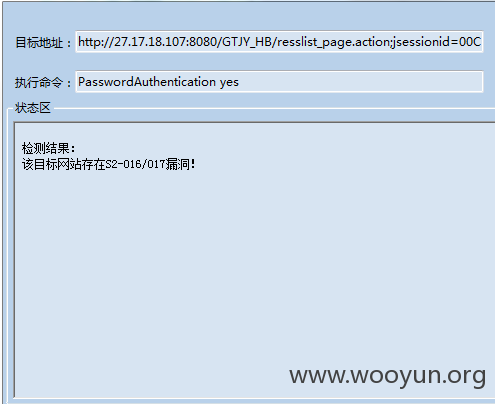 目标地址： http://27.17.18.107:8080/GTJY_HB/resslist_page.action;jsessionid=00C
执行命令： PasswordAuthentication yes
状态区
检测结果：
该目标网站存在S2-016/017漏洞！
www.wooyun.org